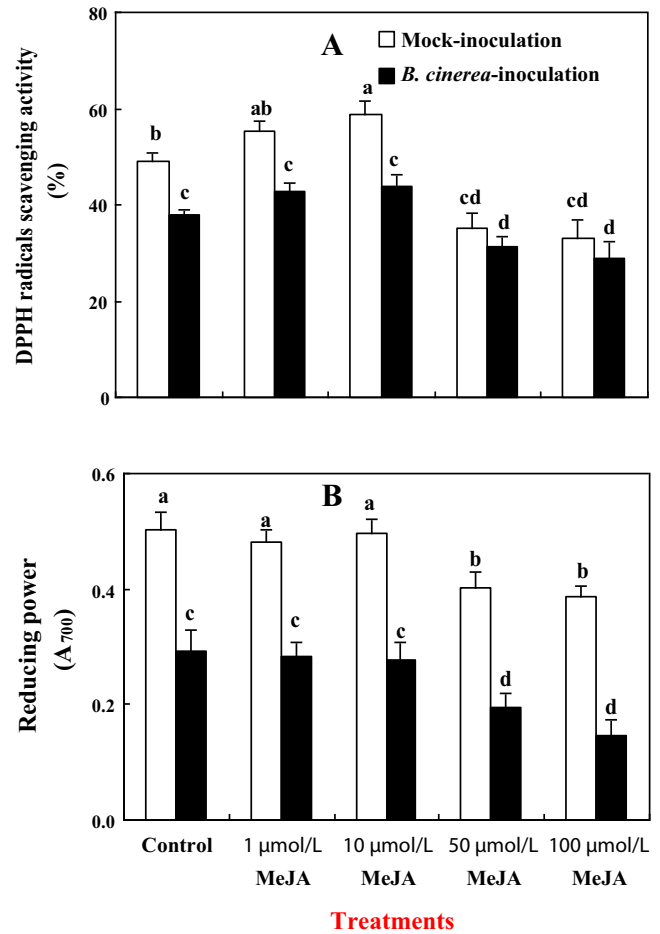 80
60
40
20
0
DPPH radicals scavenging activity
(%)
A
Mock-inoculation
B. cinerea-inoculation
b
c
ab
c
a
c
cd
d
cd
d
0.6
0.4
0.2
0.0
Reducing power
(A700)
B
a
c
a
c
a
c
b
d
b
d
Control
1 µmol/L
MeJA
10 µmol/L
MeJA
50 µmol/L
MeJA
100 µmol/L
MeJA
Treatments